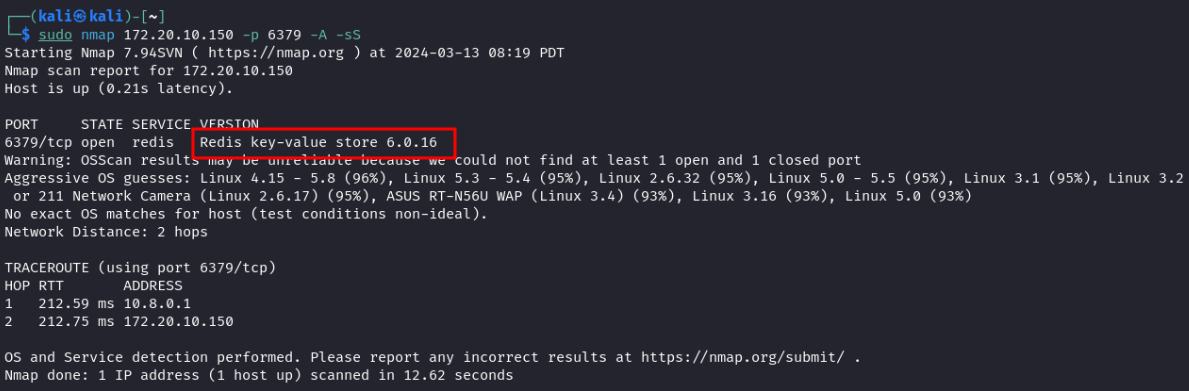 ┌──(kali㉿kali)-[~]
└─$ sudo nmap 172.20.10.150 -p 6379 -A -sS
Starting Nmap 7.94SVN ( https://nmap.org ) at 2024-03-13 08:19 PDT
Nmap scan report for 172.20.10.150
Host is up (0.21s latency).
PORT     STATE SERVICE VERSION
6379/tcp open  redis   Redis key-value store 6.0.16
Warning: OSScan results may be unreliable because we could not find at least 1 open and 1 closed port
Aggressive OS guesses: Linux 4.15 - 5.8 (96%), Linux 5.3 - 5.4 (95%), Linux 2.6.32 (95%), Linux 5.0 - 5.5 (95%), Linux 3.1 (95%), Linux 3.2
or 211 Network Camera (Linux 2.6.17) (95%), ASUS RT-N56U WAP (Linux 3.4) (93%), Linux 3.16 (93%), Linux 5.0 (93%)
No exact OS matches for host (test conditions non-ideal).
Network Distance: 2 hops
TRACEROUTE (using port 6379/tcp)
HOP RTT       ADDRESS
1   212.59 ms 10.8.0.1
2   212.75 ms 172.20.10.150
OS and Service detection performed. Please report any incorrect results at https://nmap.org/submit/ .
Nmap done: 1 IP address (1 host up) scanned in 12.62 seconds